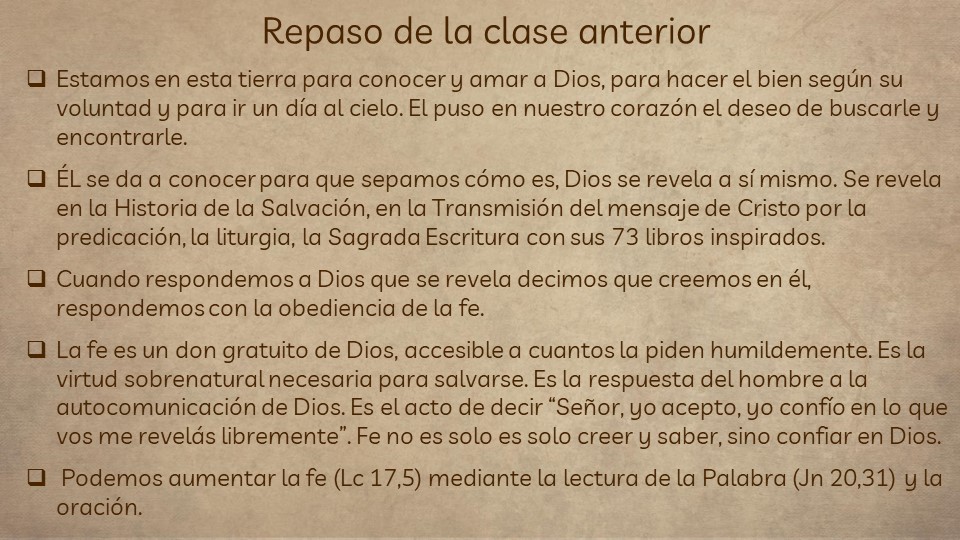 Repaso de la clase anterior
❑ Estamos en esta tierra para conocer y amar a Dios, para hacer el bien según su
voluntad y para ir un día al cielo. El puso en nuestro corazón el deseo de buscarle y
encontrarle.
❑ ÉL se da a conocer para que sepamos cómo es, Dios se revela a sí mismo. Se revela
en la Historia de la Salvación, en la Transmisión del mensaje de Cristo por la
predicación, la liturgia, la Sagrada Escritura con sus 73 libros inspirados.
❑ Cuando respondemos a Dios que se revela decimos que creemos en él,
respondemos con la obediencia de la fe.
❑ La fe es un don gratuito de Dios, accesible a cuantos la piden humildemente. Es la
virtud sobrenatural necesaria para salvarse. Es la respuesta del hombre a la
autocomunicación de Dios. Es el acto de decir “Señor, yo acepto, yo confío en lo que
vos me revelás libremente”. Fe no es solo es solo creer y saber, sino confiar en Dios.
❑ Podemos aumentar la fe (Lc 17,5) mediante la lectura de la Palabra (Jn 20,31) y la
oración.